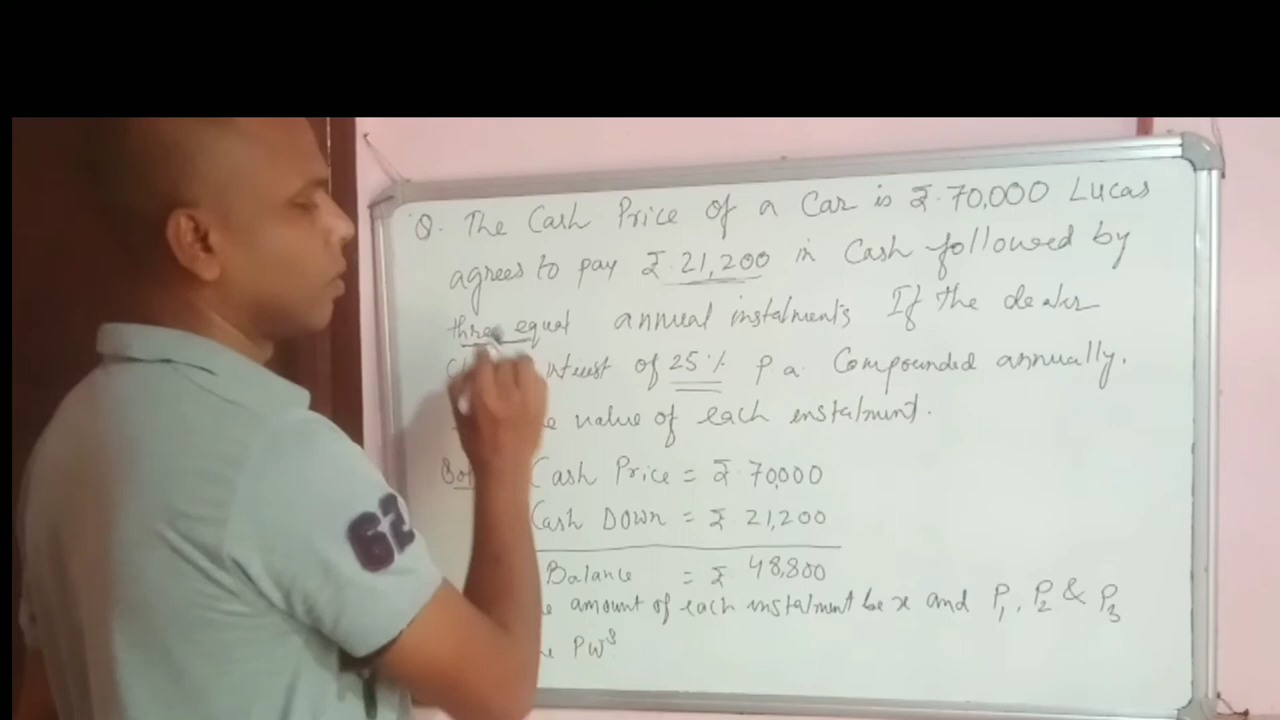 Q. The Cash Price of a Car is ₹. 70,000 Lucas
agrees to pay ₹. 21,200 in Cash followed by
three equal annual instalments If the dealer
interest of 25% p.a. Compounded annually.
value of each instalment.
Cash Price = ₹. 70,000
Cash Down = ₹ 21,200
Balance = ₹ 48,800
amount of each instalment be x and P1, P2 & P3
PWs
62